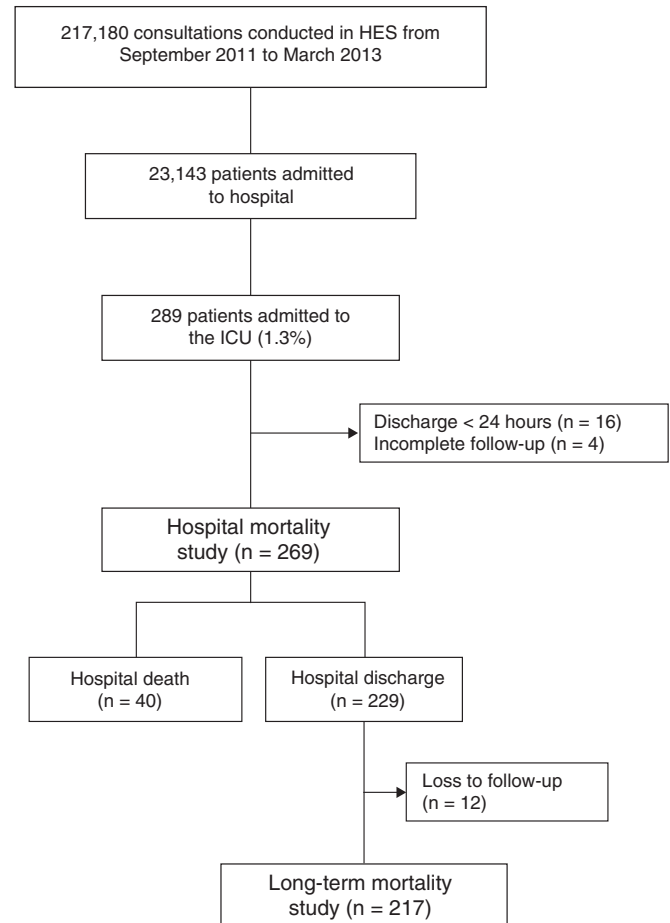 217,180 consultations conducted in HES from
September 2011 to March 2013
23,143 patients admitted
to hospital
289 patients admitted to
the ICU (1.3%)
Discharge < 24 hours (n = 16)
Incomplete follow-up (n = 4)
Hospital mortality
study (n = 269)
Hospital death
(n = 40)
Hospital discharge
(n = 229)
Loss to follow-up
(n = 12)
Long-term mortality
study (n = 217)